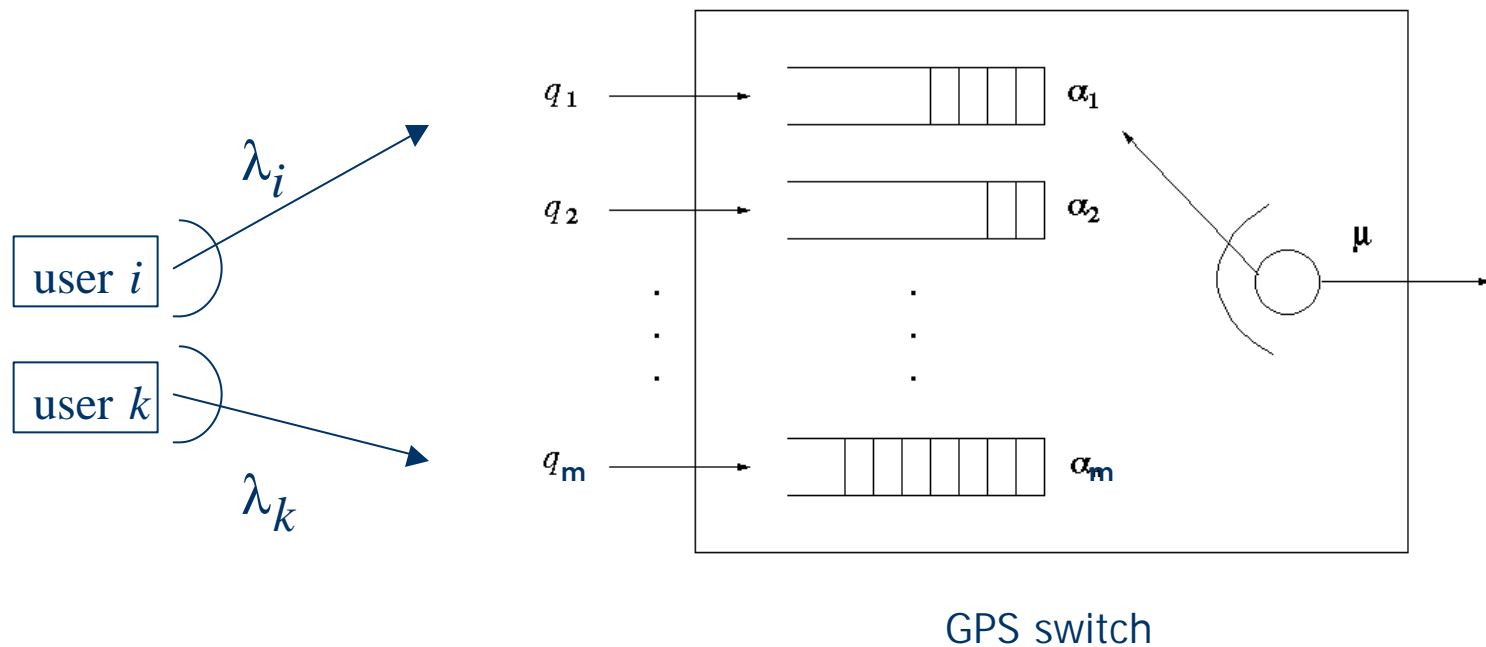 q1
α1
λi
q2
α2
μ
user i
user k
qm
αm
λk
GPS switch